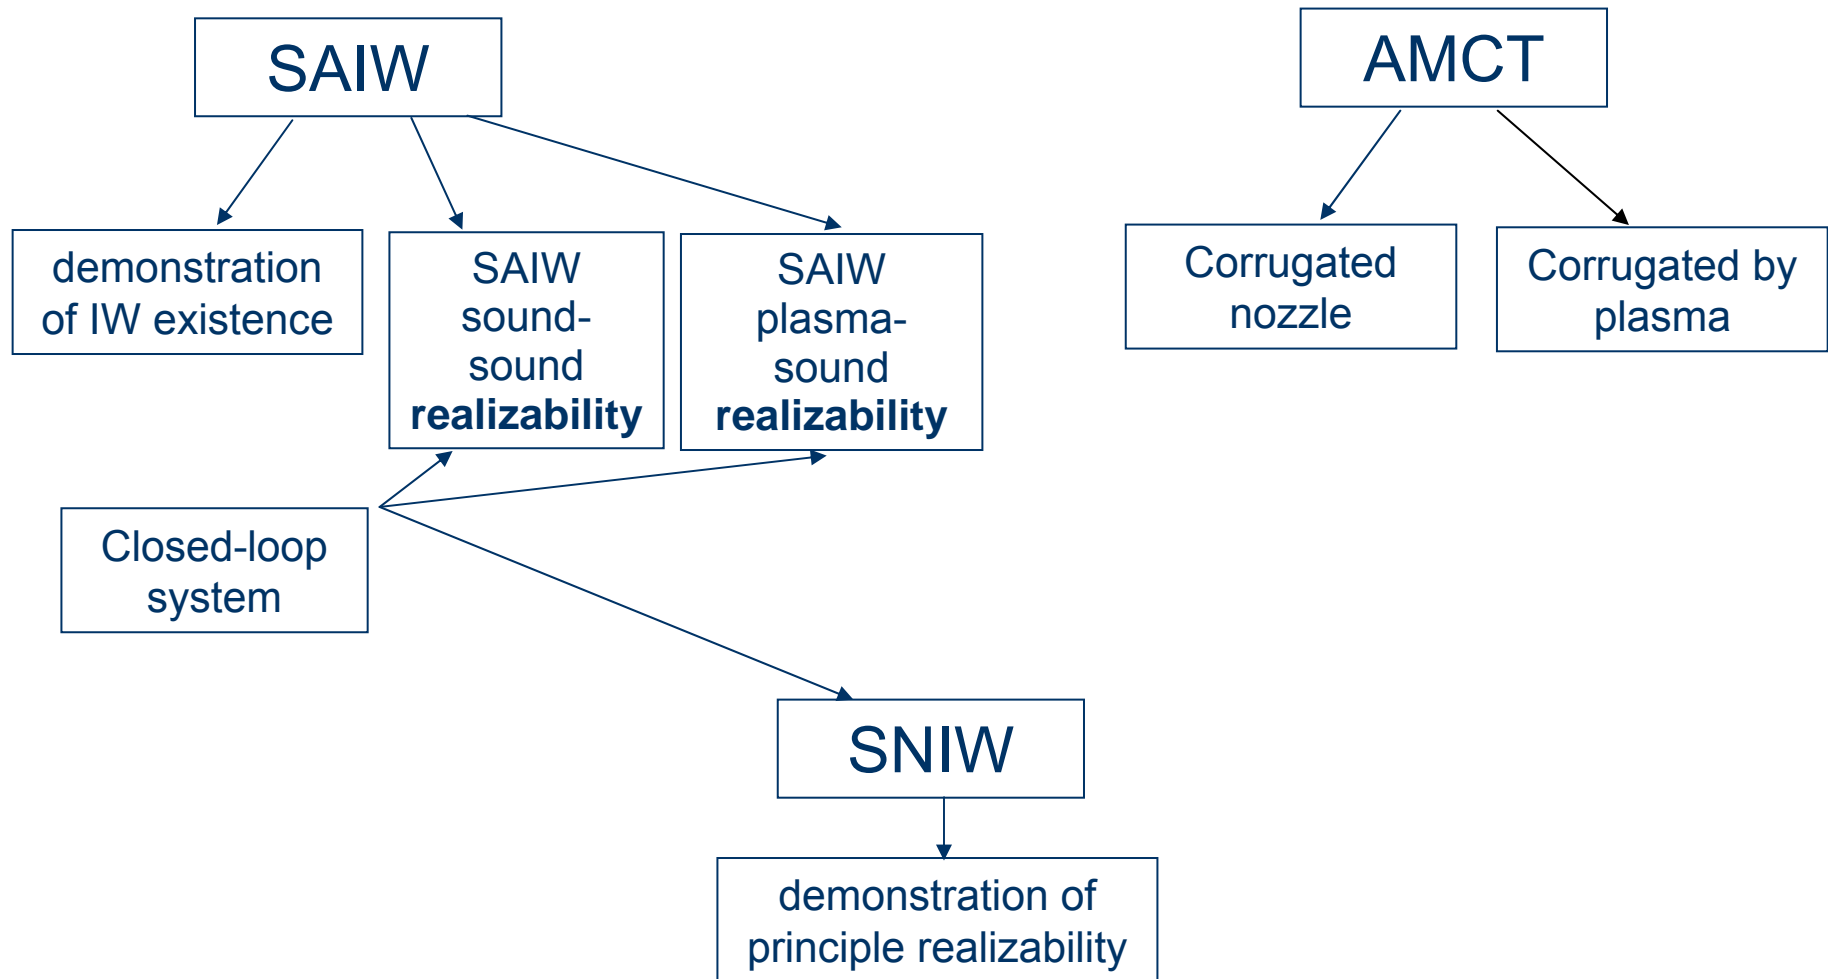 SAIW
AMCT
demonstration
of IW existence
SAIW
sound-
sound
realizability
SAIW
plasma-
sound
realizability
Corrugated
nozzle
Corrugated by
plasma
Closed-loop
system
SNIW
demonstration of
principle realizability